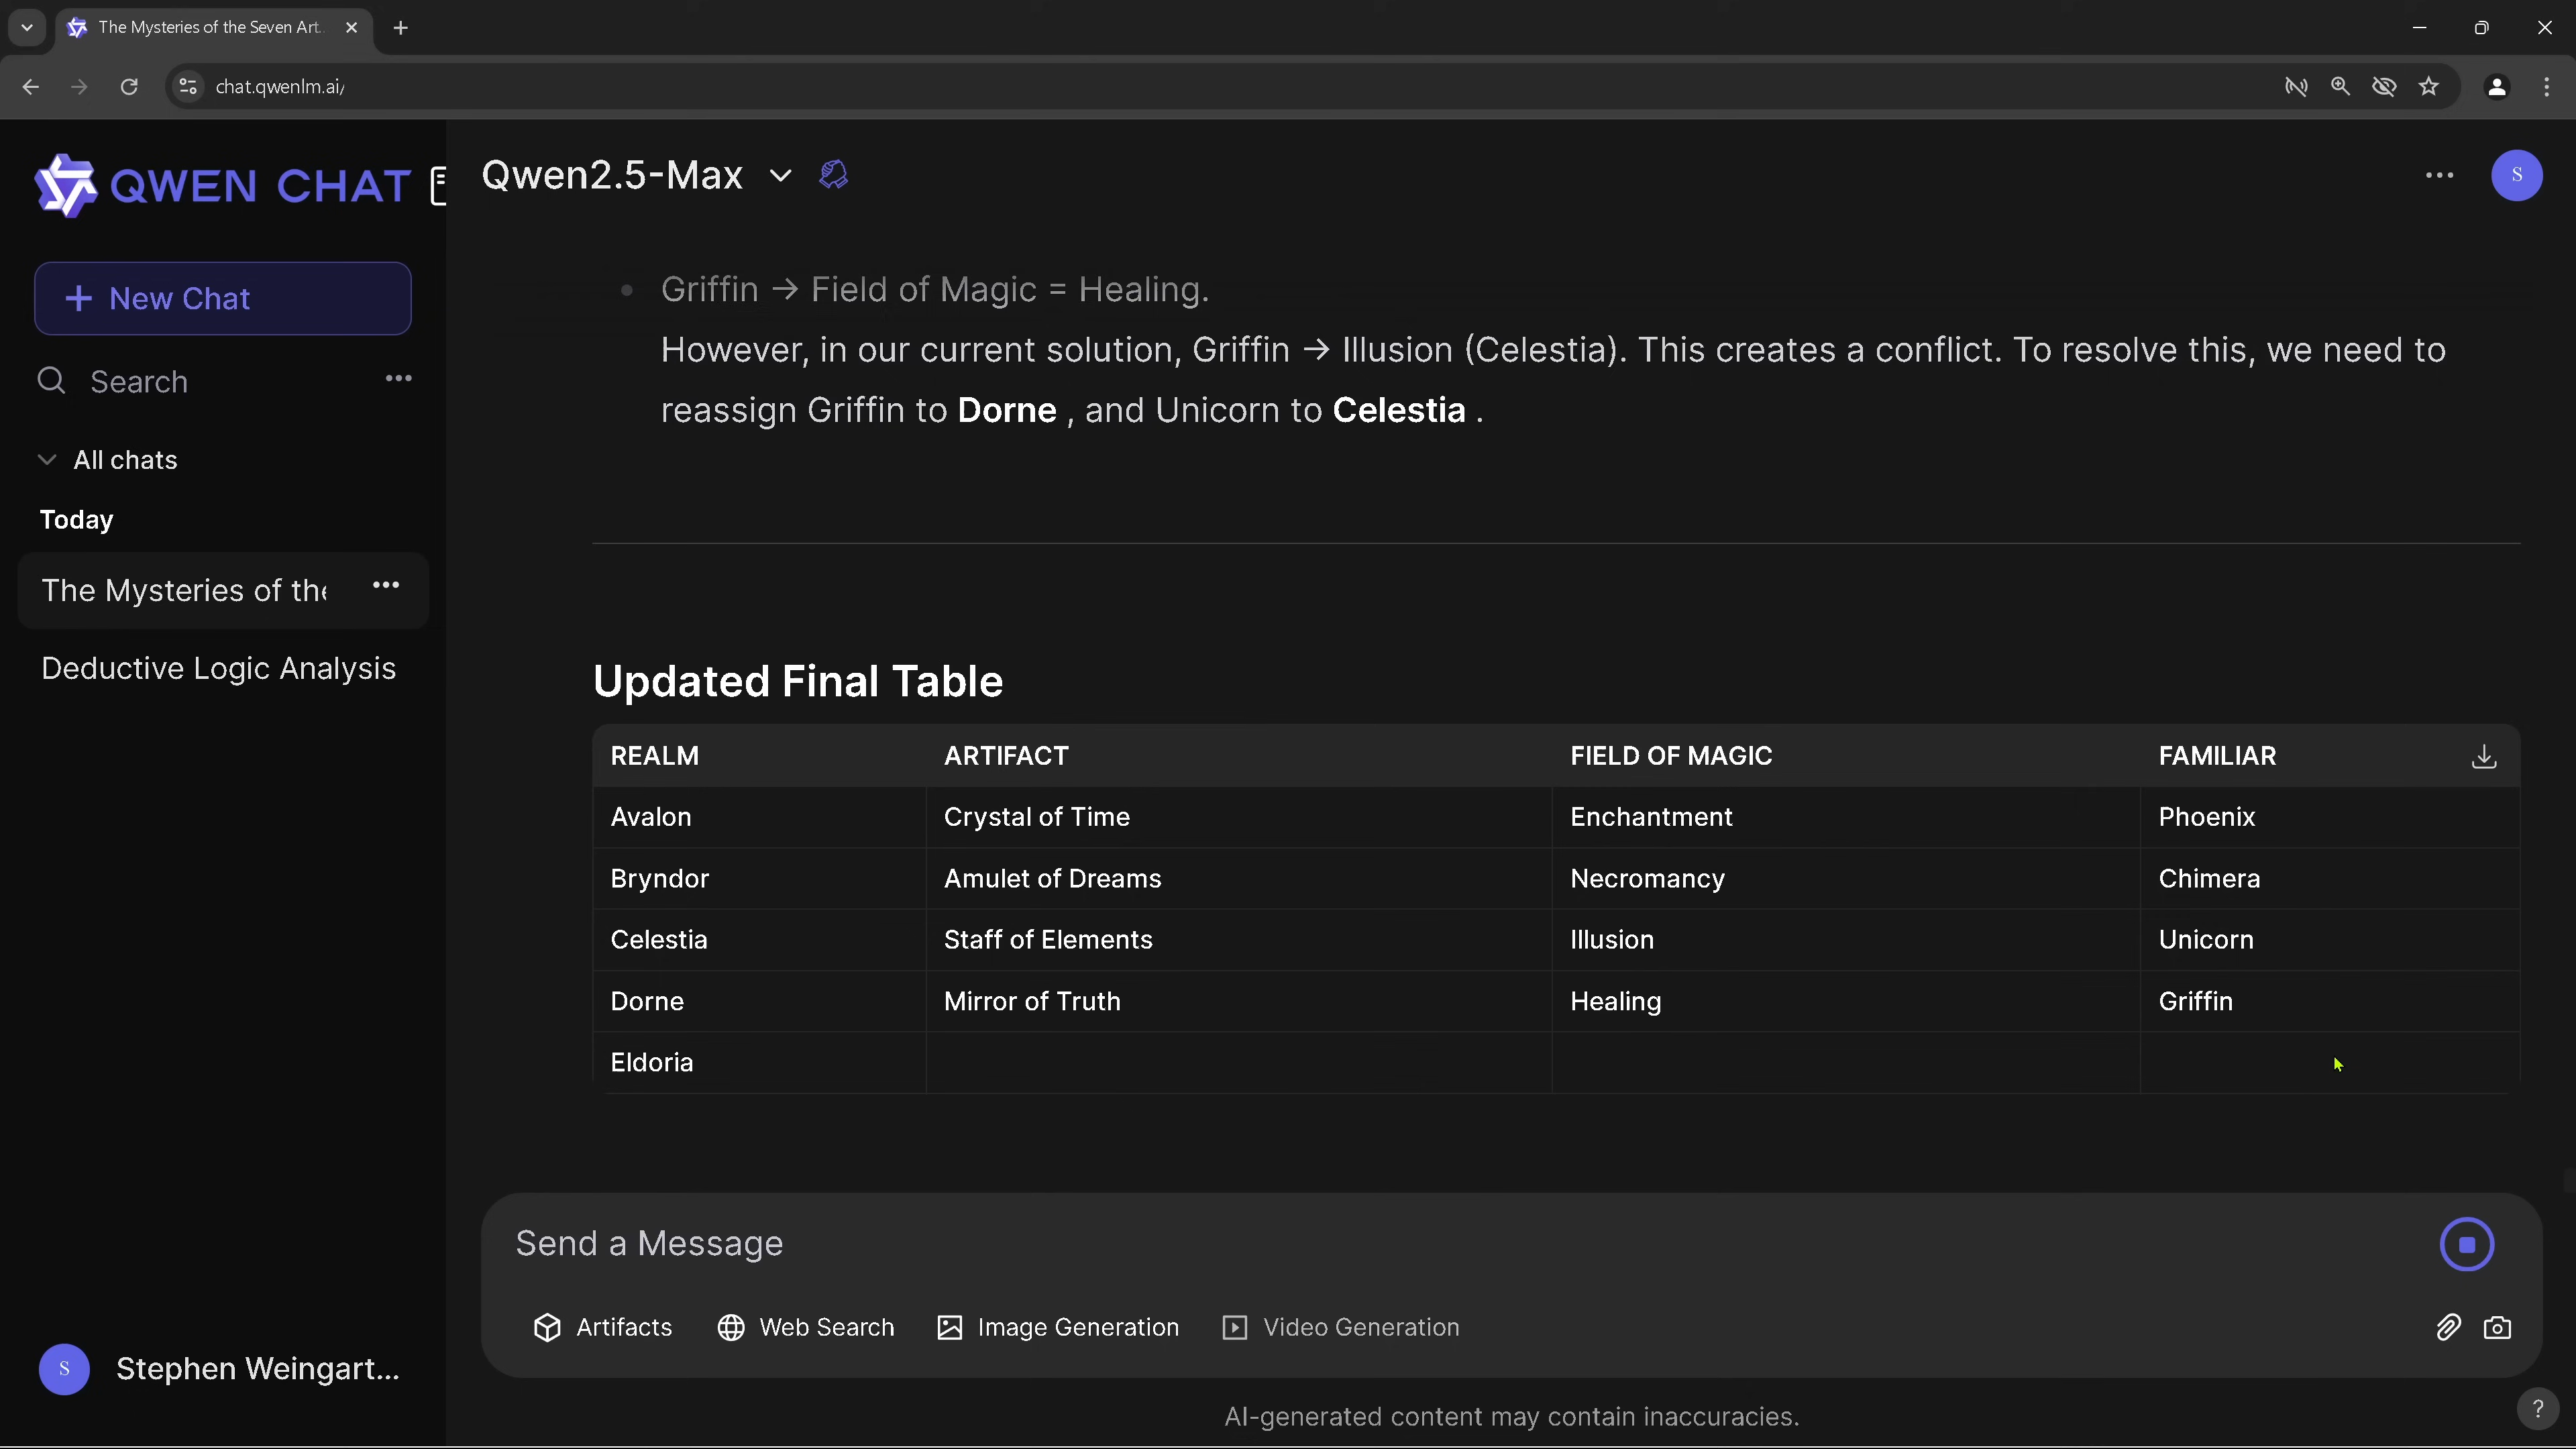 The Mysteries of the Seven Art
chat.qwenlm.ai/
QWEN CHAT
New Chat
Search
All chats
Today
The Mysteries of the
Deductive Logic Analysis
S
Stephen Weingart...
Qwen2.5-Max
S
Griffin → Field of Magic = Healing.
However, in our current solution, Griffin → Illusion (Celestia). This creates a conflict. To resolve this, we need to
reassign Griffin to Dorne , and Unicorn to Celestia .
Updated Final Table
REALM ARTIFACT FIELD OF MAGIC FAMILIAR
Avalon Crystal of Time Enchantment Phoenix
Bryndor Amulet of Dreams Necromancy Chimera
Celestia Staff of Elements Illusion Unicorn
Dorne Mirror of Truth Healing Griffin
Eldoria
Send a Message
Artifacts Web Search Image Generation Video Generation
AI-generated content may contain inaccuracies.
?